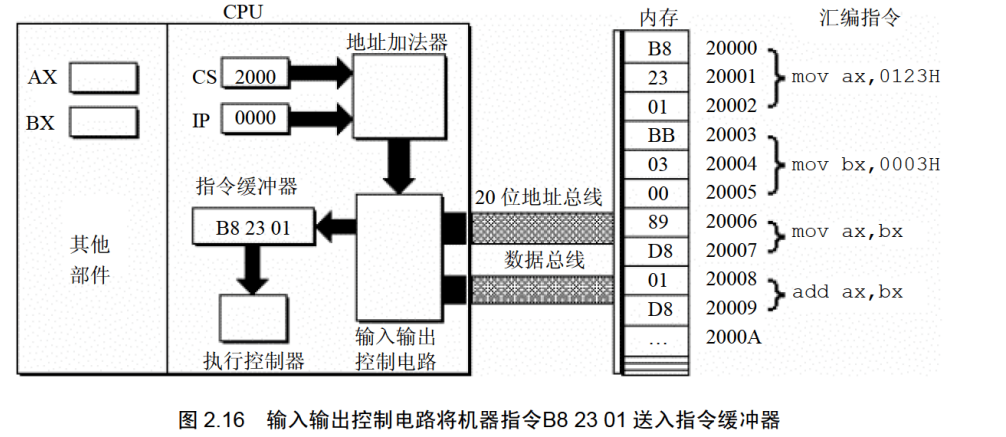 CPU
内存
汇编指令
地址加法器
AX
BX
CS
2000
IP
0000
指令缓冲器
B8 23 01
其他
部件
执行控制器
输入输出
控制电路
20 位地址总线
数据总线
B8 20000
23 20001
01 20002
mov ax,0123H
BB 20003
03 20004
00 20005
mov bx,0003H
89 20006
D8 20007
mov ax,bx
01 20008
D8 20009
add ax,bx
… 2000A
图 2.16 输入输出控制电路将机器指令B8 23 01 送入指令缓冲器